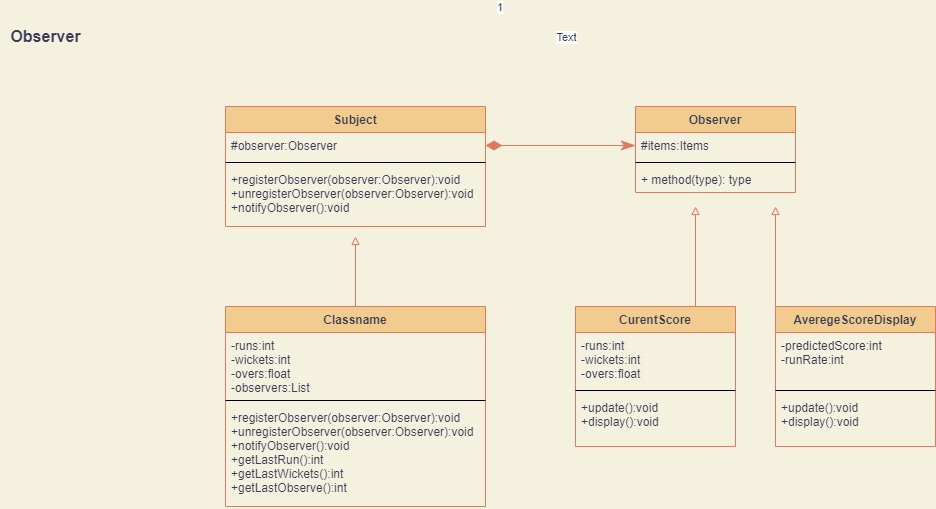 1
Observer
Text
Subject
#observer:Observer
+registerObserver(observer:Observer):void
+unregisterObserver(observer:Observer):void
+notifyObserver():void
Observer
#items:Items
+ method(type): type
Classname
-runs:int
-wickets:int
-overs:float
-observers:List
+registerObserver(observer:Observer):void
+unregisterObserver(observer:Observer):void
+notifyObserver():void
+getLastRun():int
+getLastWickets():int
+getLastObserve():int
CurentScore
-runs:int
-wickets:int
-overs:float
+update():void
+display():void
AveregeScoreDisplay
-predictedScore:int
-runRate:int
+update():void
+display():void